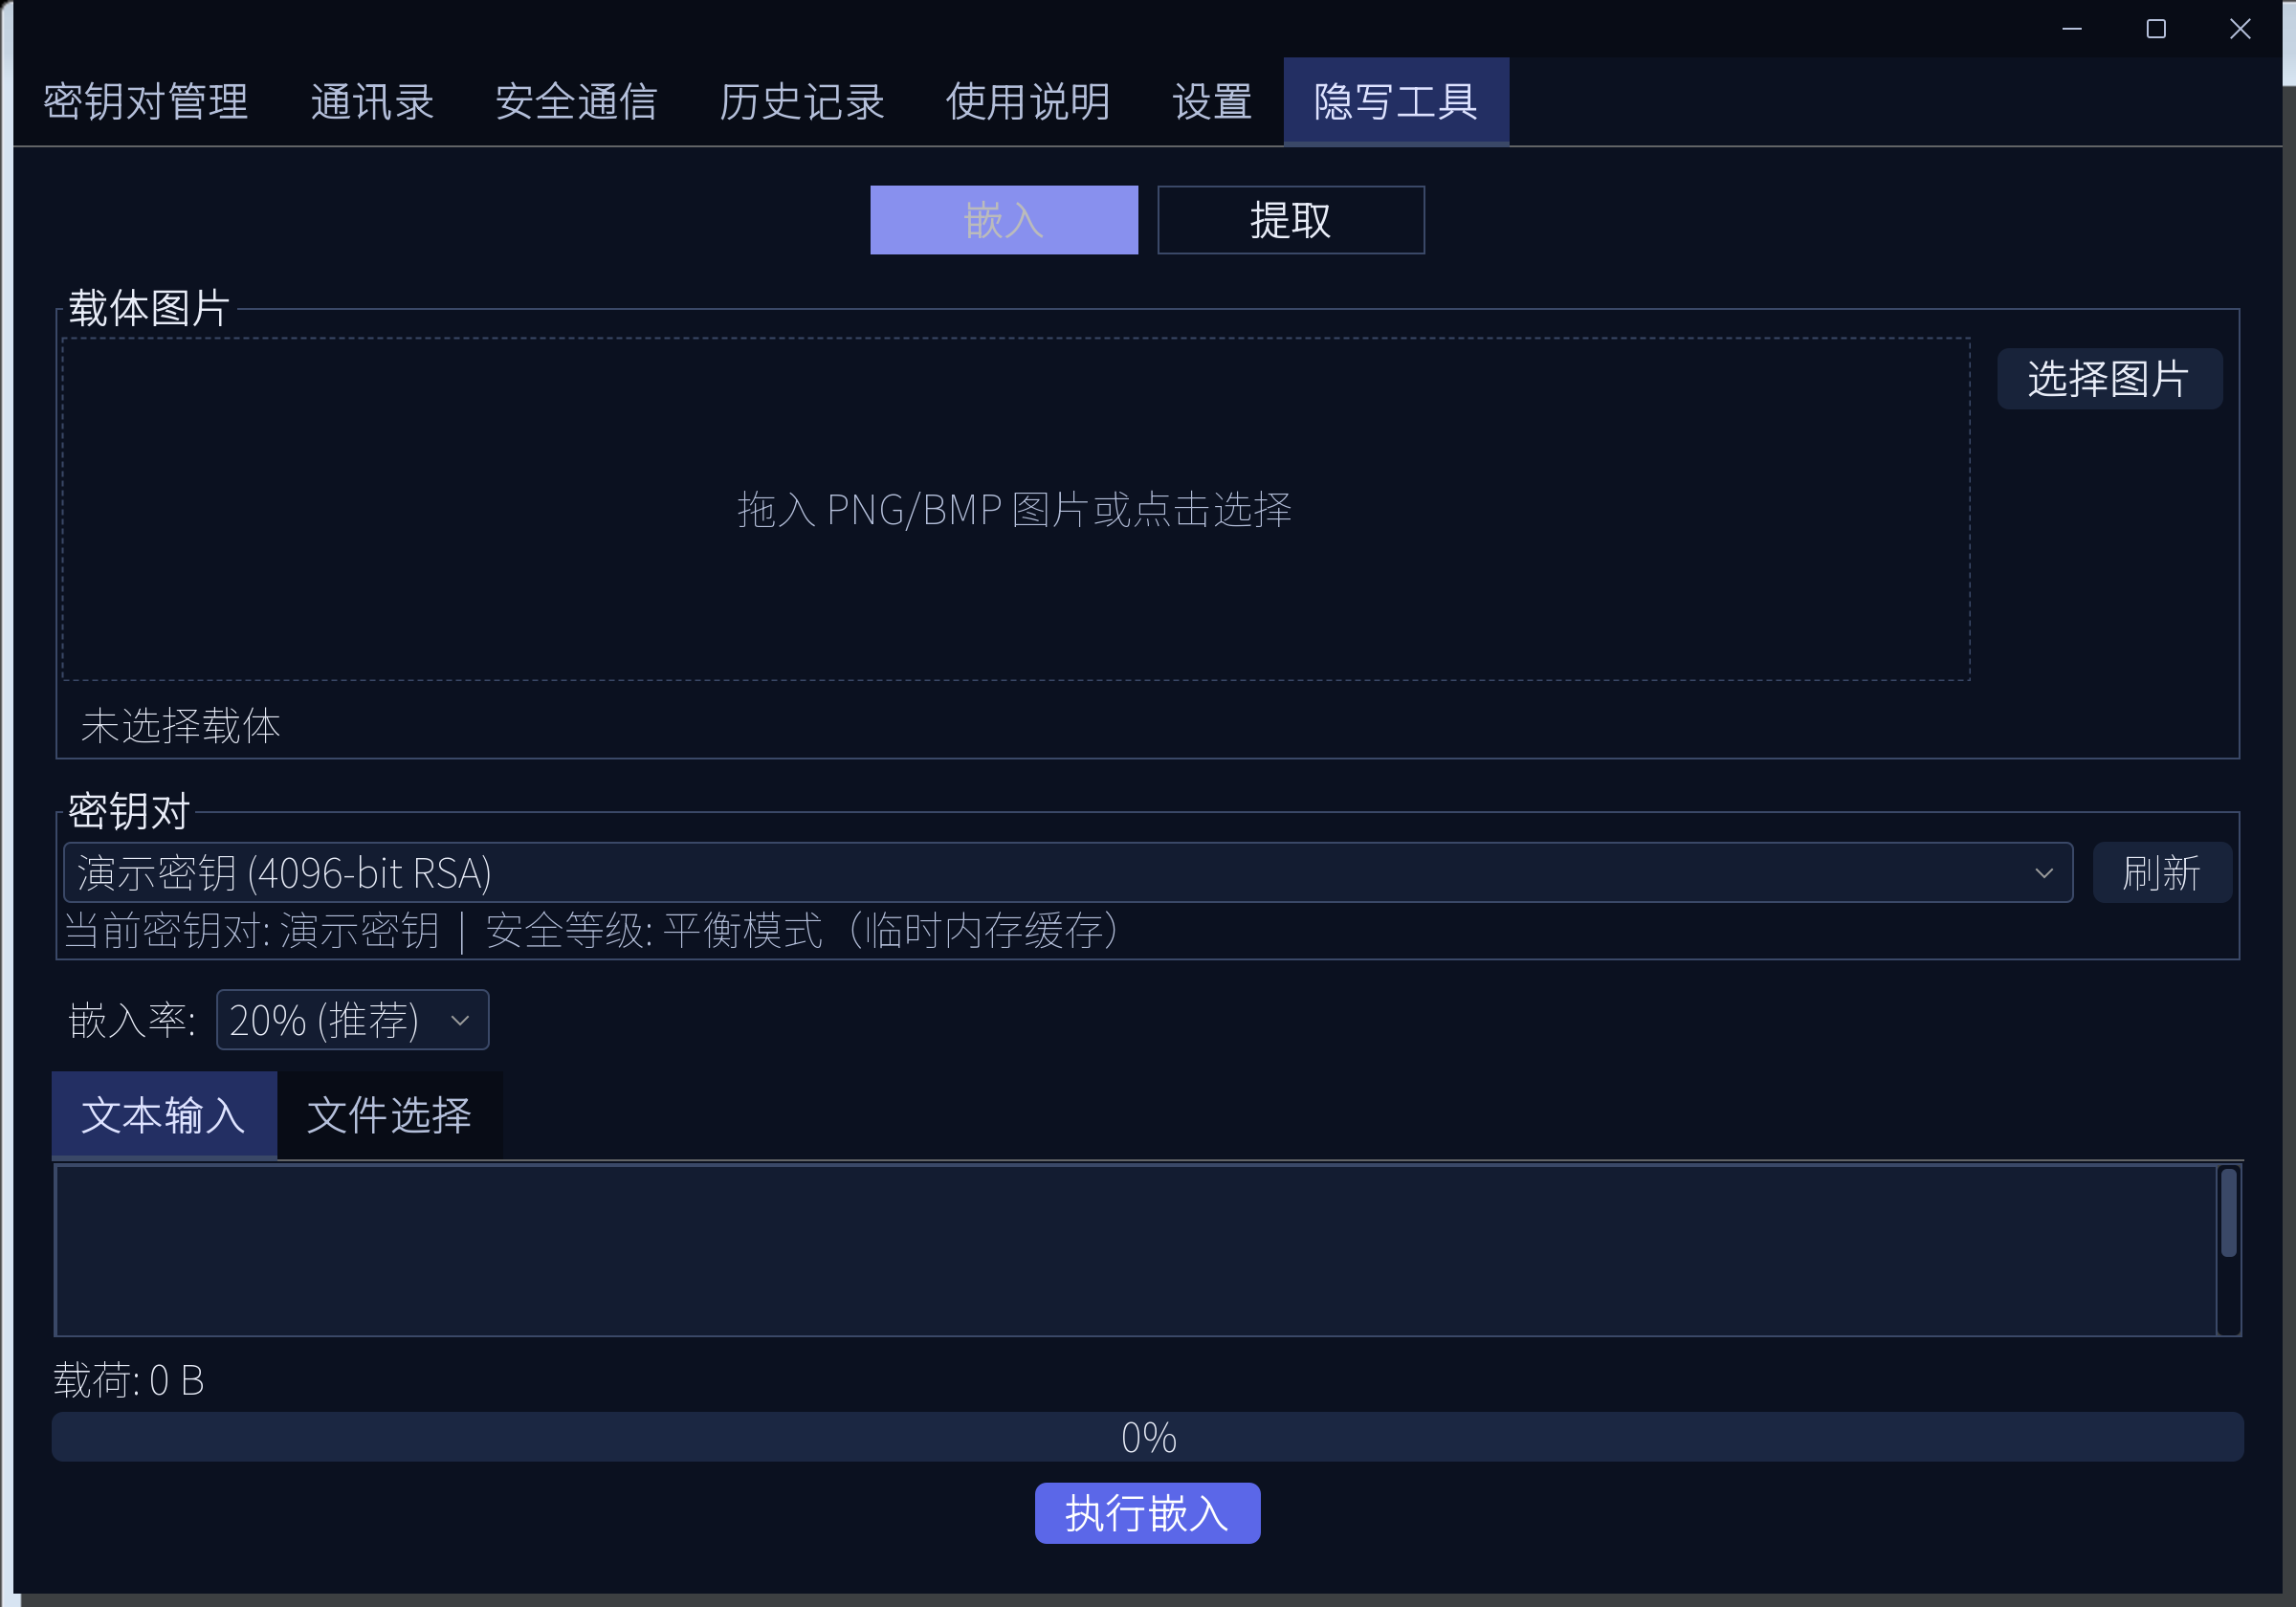 密钥对管理 通讯录 安全通信 历史记录 使用说明 设置 隐写工具
嵌入 提取
载体图片
选择图片
拖入 PNG/BMP 图片或点击选择
未选择载体
密钥对
演示密钥 (4096-bit RSA) 刷新
当前密钥对: 演示密钥 | 安全等级: 平衡模式（临时内存缓存）
嵌入率: 20% (推荐)
文本输入 文件选择
载荷: 0 B
0%
执行嵌入